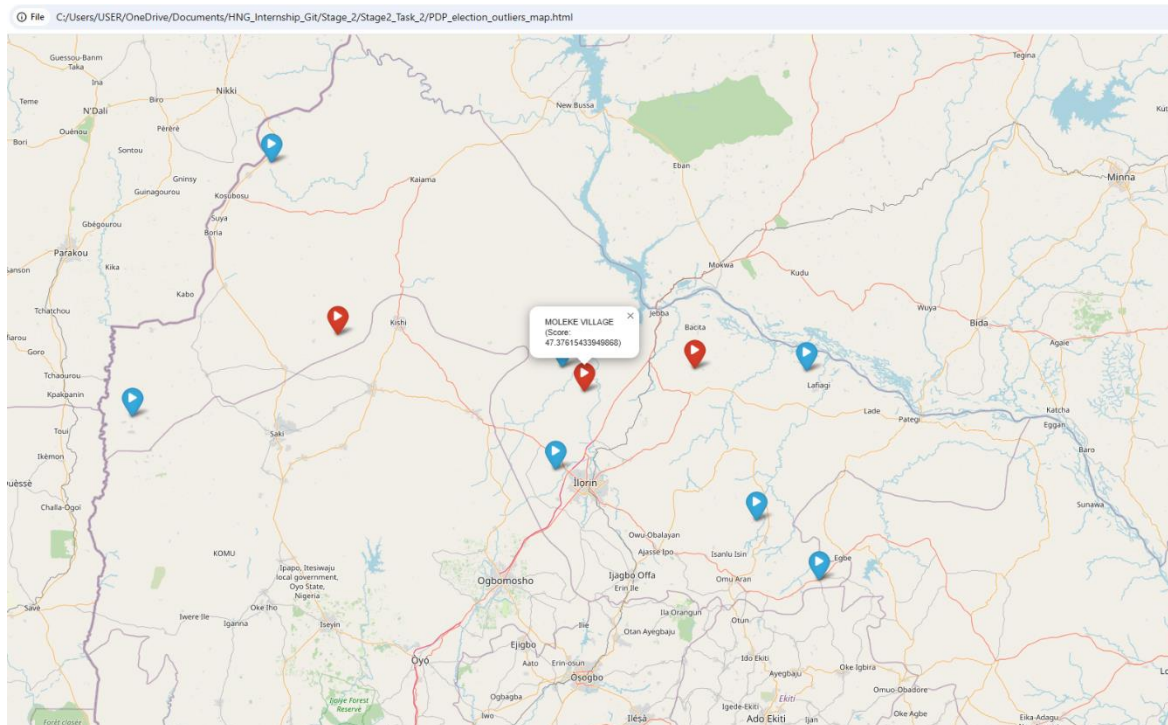 File C:/Users/USER/OneDrive/Documents/HNG_Internship_Git/Stage_2/Stage2_Task_2/PDP_election_outliers_map.html
Guessou-Banm
Taka
Ina
Tegina
Nikki
Teme
N'Dali
Biro
New Bussa
Ouénou
Pèrèrè
Bori
Sontou
Eban
Minna
Gninsy
Kaiama
Guinagourou
Kosubosu
Suya
Gbégourou
Boria
Parakou
Kika
Mokwa
Kudu
Kabo
Tchatchou
Wuya
Jebba
Bida
MOLEKE VILLAGE
(Score:
47.37615433949868)
Kishi
Bacita
Goro
Agaie
Tchaourou
Kpakpanin
Lafiagi
Toui
Lade
Pategi
Katcha
Eggan
Saki
Baro
Ikèmon
Ilorin
Challa-Ogoi
Sunawa
Owu-Obalayan
Ajasse Ipo
Isanlu Isin
KOMU
Egbe
Ipapo, Itesiwaju
local government,
Oyo State,
Nigeria
Ogbomosho
Ijagbo Offa
Erin Ile
Omu Aran
Savè
Oke Iho
Ila Orangun
Iwere Ile
Iganna
Iseyin
Ilie
Otun
Otan Ayegbaju
Ejigbo
Oyo
Aato
Erin-osun
Ido Ekiti
Oke Igbira
Osogbo
Ayegbaju
Omuo-Obadore
Ogbagba
Ekiti
Iwo
Igede-Ekiti
Ijan
Oke Agbe
Eika-Adagu
Ilésà
Ado Ekiti